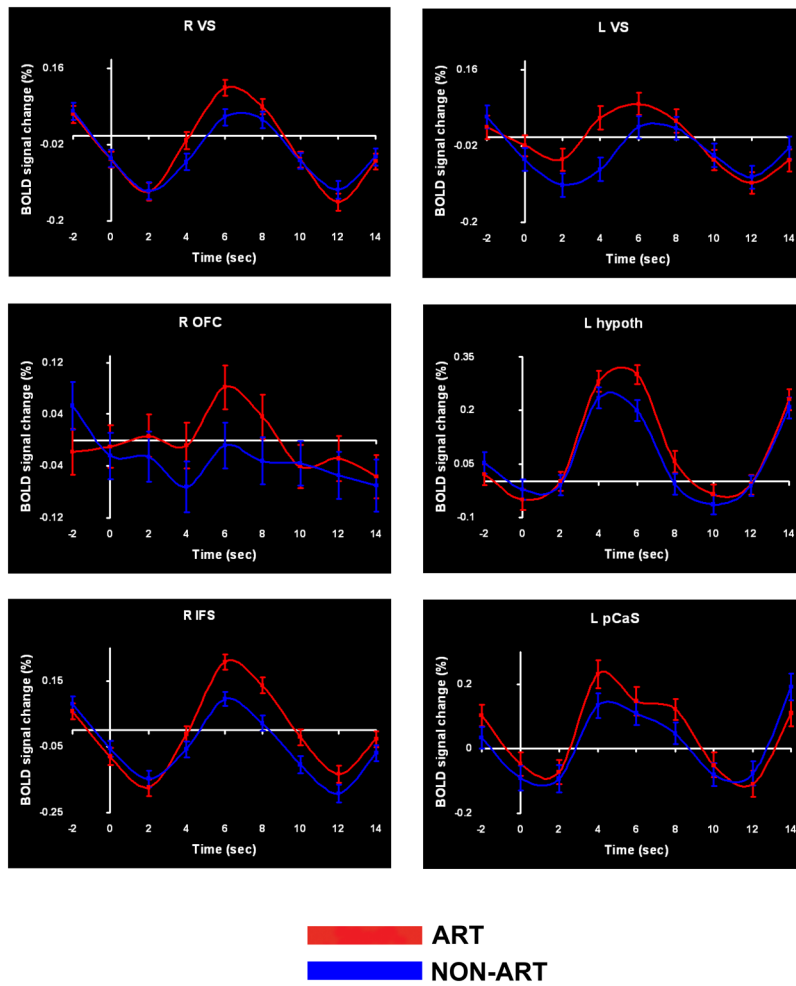 R VS
BOLD signal change (%)
0.16
-0.02
-0.2
-2 0 2 4 6 8 10 12 14
Time (sec)
L VS
BOLD signal change (%)
0.16
-0.02
-0.2
-2 0 2 4 6 8 10 12 14
Time (sec)
R OFC
BOLD signal change (%)
0.12
0.04
-0.04
-0.12
-2 0 2 4 6 8 10 12 14
Time (sec)
L hypoth
BOLD signal change (%)
0.35
0.2
0.05
-0.1
-2 0 2 4 6 8 10 12 14
Time (sec)
R IFS
BOLD signal change (%)
0.15
-0.05
-0.25
-2 0 2 4 6 8 10 12 14
Time (sec)
L pCaS
BOLD signal change (%)
0.2
0
-0.2
-2 0 2 4 6 8 10 12 14
Time (sec)
ART
NON-ART